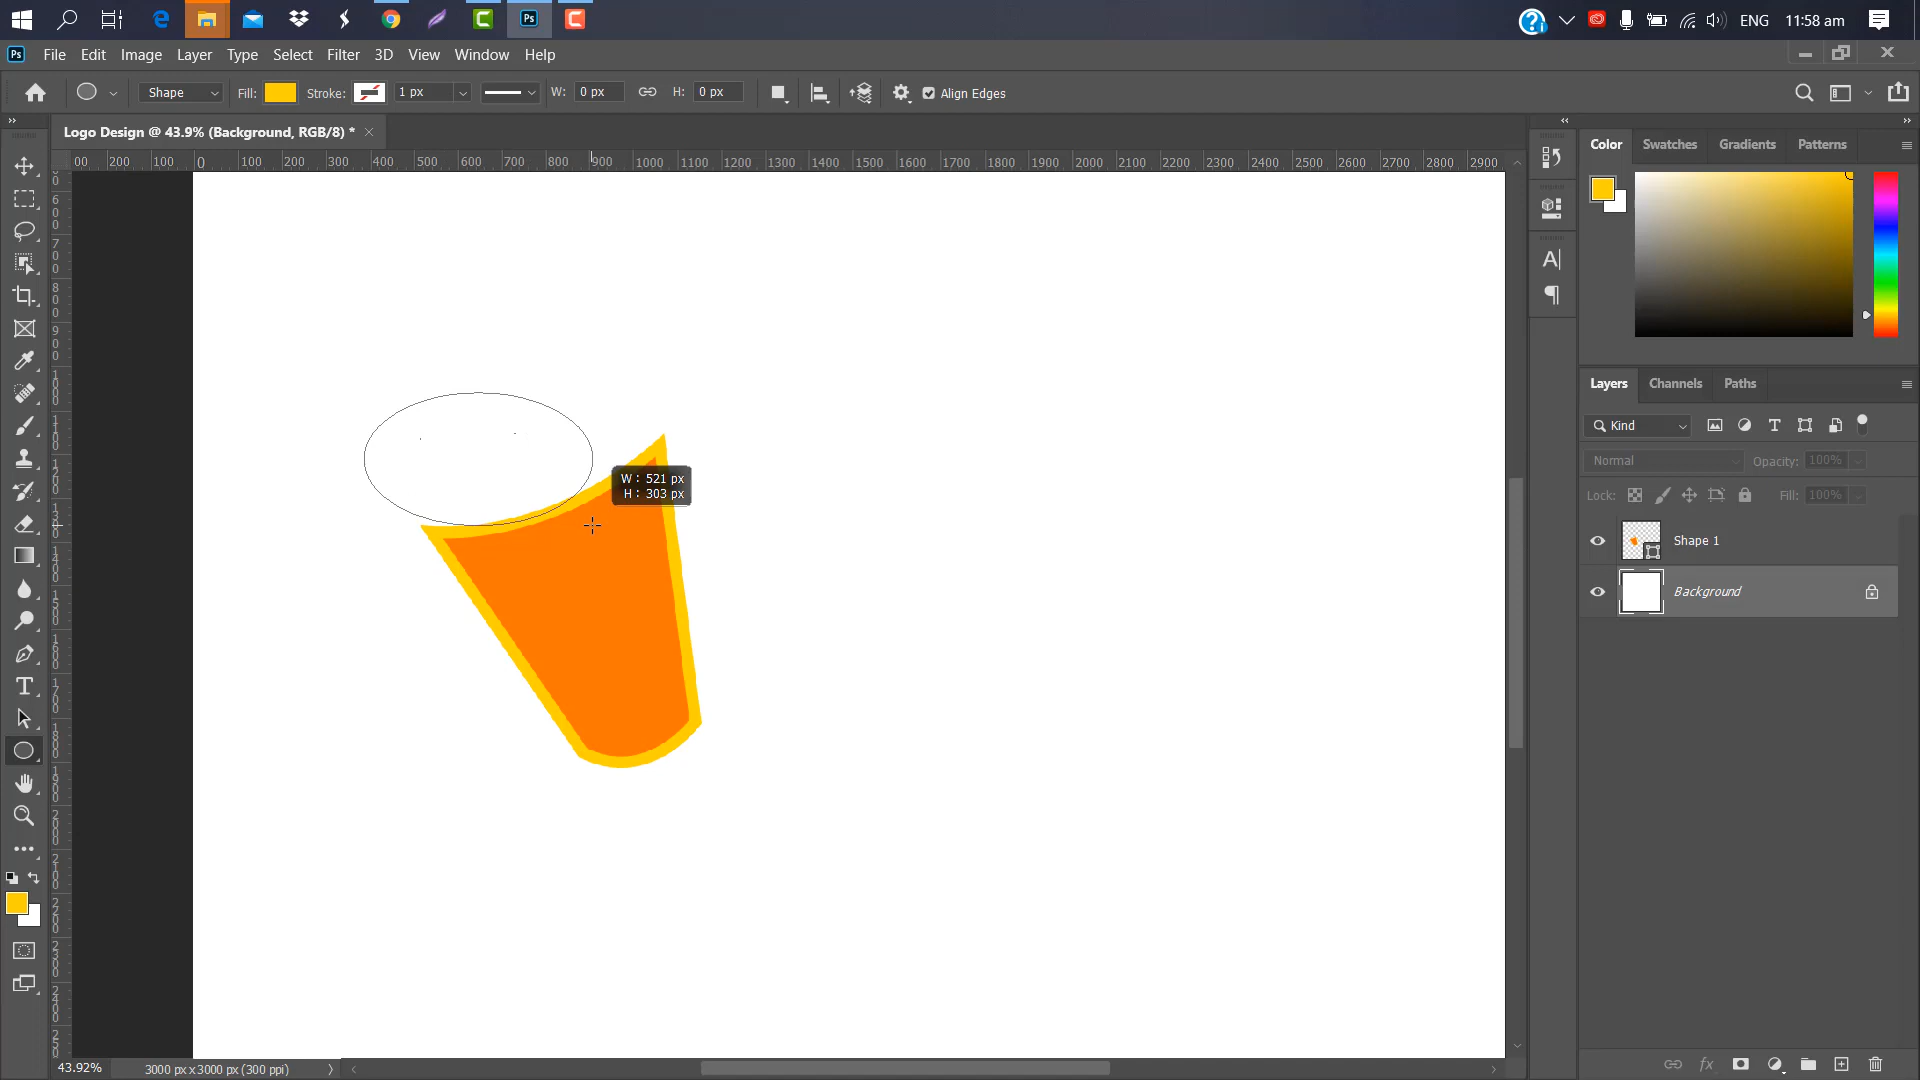 ENG 11:58 am
File Edit Image Layer Type Select Filter 3D View Window Help
Shape Fill: Stroke: 1 px W: 0 px H: 0 px Align Edges
Logo Design @ 43.9% (Background, RGB/8) *
00 200 100 0 100 200 300 400 500 600 700 800 900 1000 1100 1200 1300 1400 1500 1600 1700 1800 1900 2000 2100 2200 2300 2400 2500 2600 2700 2800 2900
Color Swatches Gradients Patterns
W: 521 px
H: 303 px
Layers Channels Paths
Kind
Normal Opacity: 100%
Lock: Fill: 100%
Shape 1
Background
43.92% 3000 px x 3000 px (300 ppi)